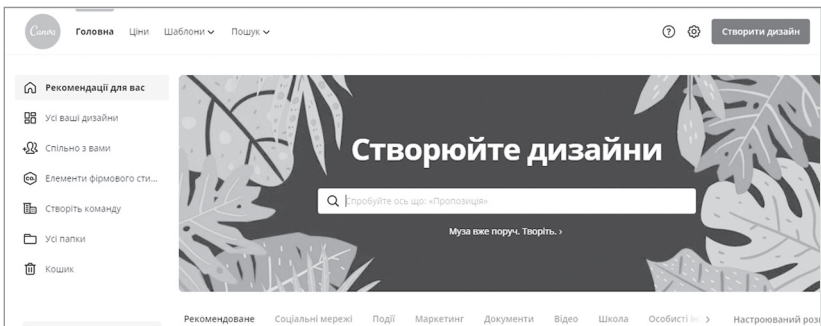 Canva Головна Ціни Шаблони Пошук Створити дизайн
Рекомендації для вас
Усі ваші дизайни
Спільно з вами
Елементи фірмового сти...
Створіть команду
Усі папки
Кошик
Створюйте дизайни
Спробуйте ось що: «Пропозиція»
Муза вже поруч. Творіть. ›
Рекомендоване Соціальні мережі Події Маркетинг Документи Відео Школа Особисті Настроюваний